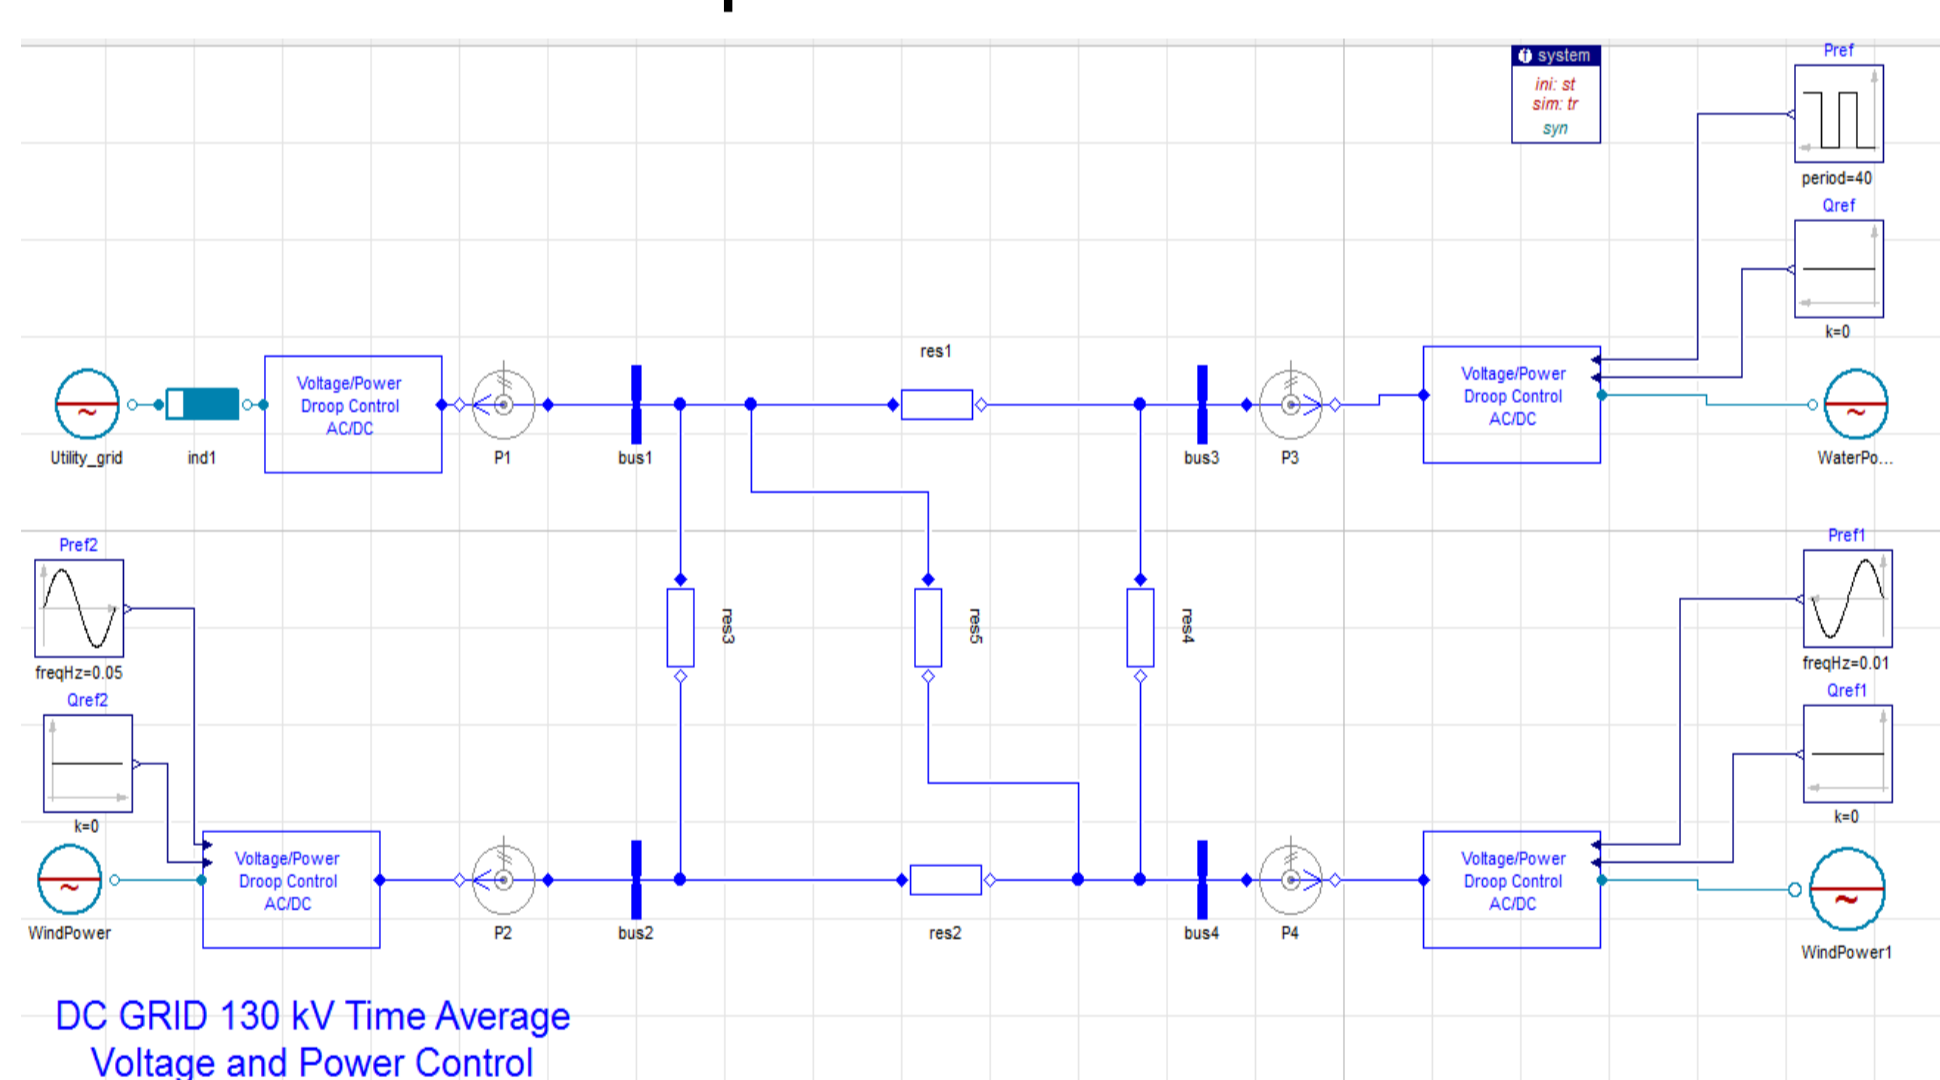 system
ini: st
sim: tr
syn
Pref
period=40
Qref
k=0
res1
Voltage/Power
Droop Control
AC/DC
Voltage/Power
Droop Control
AC/DC
Utility_grid
ind1
P1
bus1
bus3
P3
WaterPo...
Pref2
freqHz=0.05
Qref2
k=0
res3
res5
res4
Pref1
freqHz=0.01
Qref1
k=0
Voltage/Power
Droop Control
AC/DC
Voltage/Power
Droop Control
AC/DC
WindPower
P2
bus2
res2
bus4
P4
WindPower1
DC GRID 130 kV Time Average
Voltage and Power Control